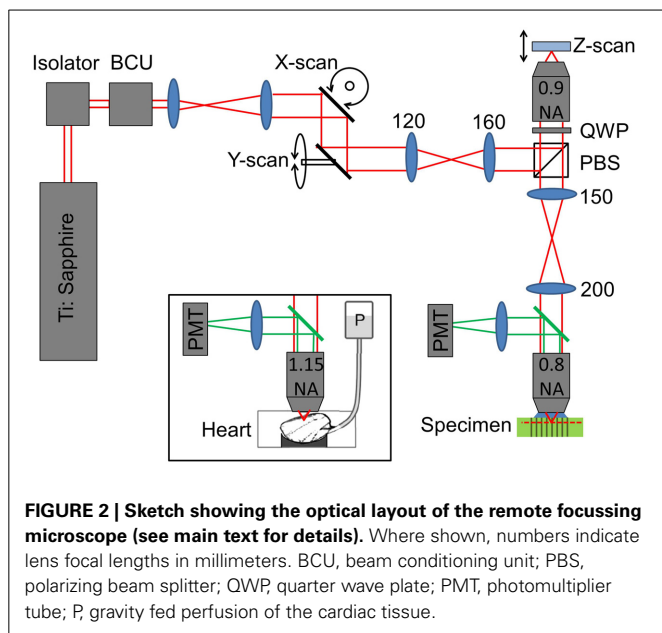 Isolator BCU
X-scan
Z-scan
0.9
NA
QWP
120
160
PBS
Y-scan
150
Ti: Sapphire
200
PMT
P
PMT
1.15
NA
0.8
NA
Heart
Specimen
FIGURE 2 | Sketch showing the optical layout of the remote focussing
microscope (see main text for details). Where shown, numbers indicate
lens focal lengths in millimeters. BCU, beam conditioning unit; PBS,
polarizing beam splitter; QWP, quarter wave plate; PMT, photomultiplier
tube; P, gravity fed perfusion of the cardiac tissue.